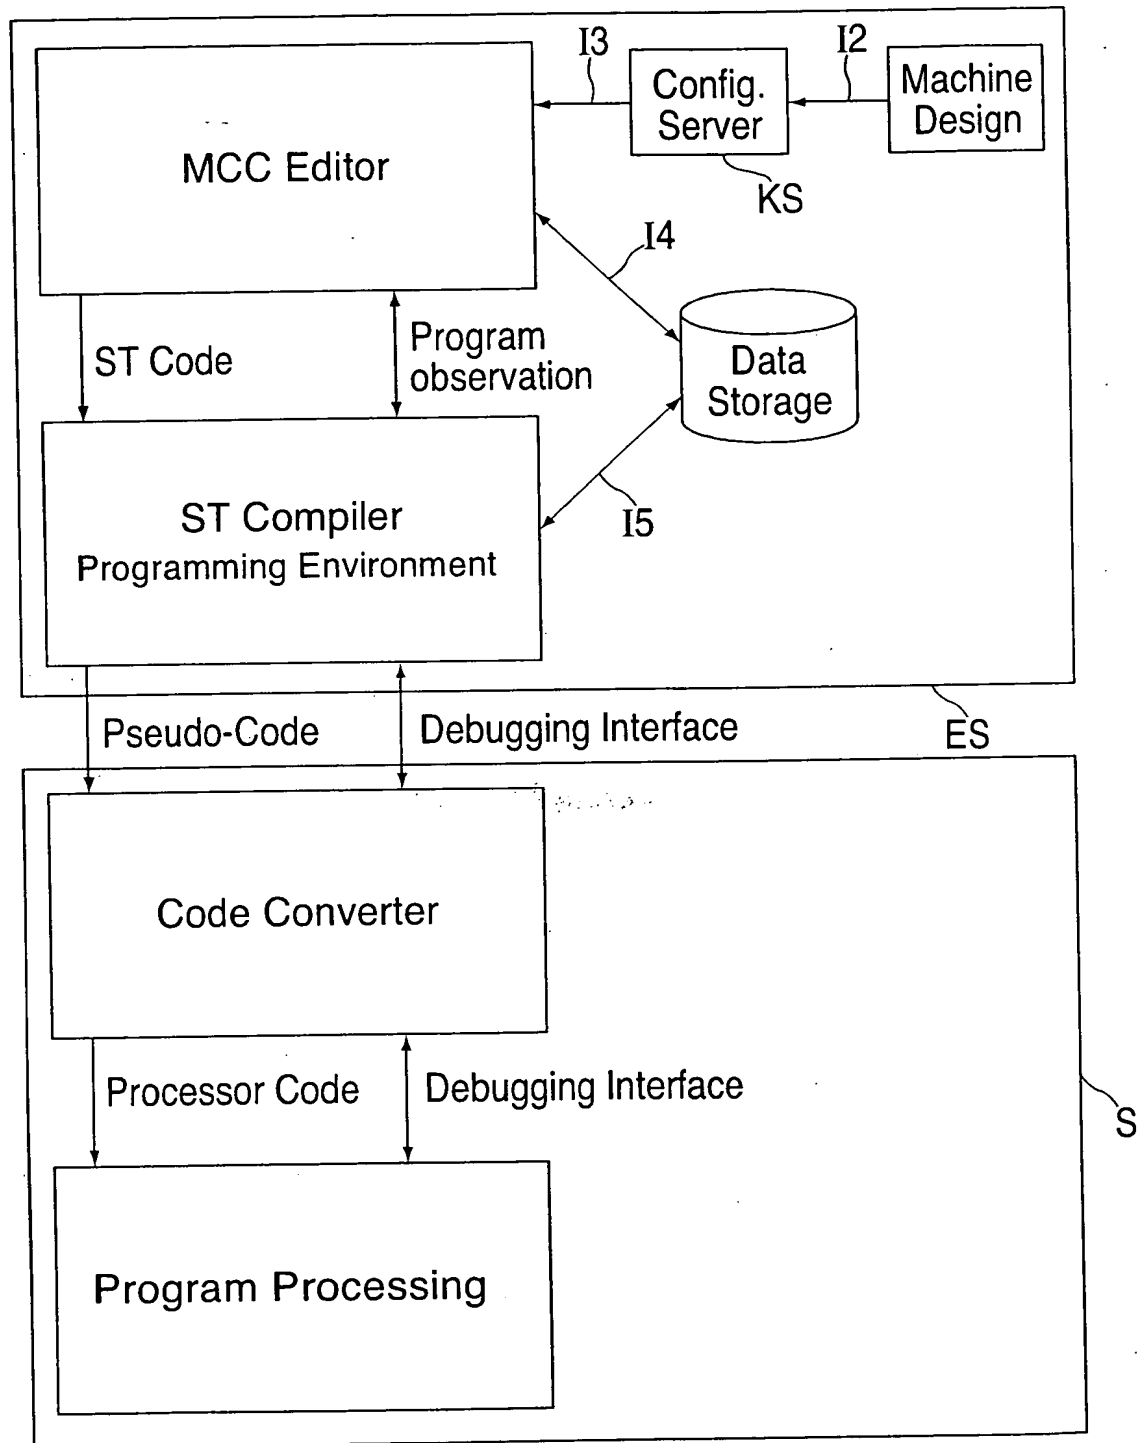 I3
I2
Config.
Server
Machine
Design
MCC Editor
KS
I4
ST Code
Program
observation
Data
Storage
ST Compiler
Programming Environment
I5
Pseudo-Code
Debugging Interface
ES
Code Converter
Processor Code
Debugging Interface
S
Program Processing